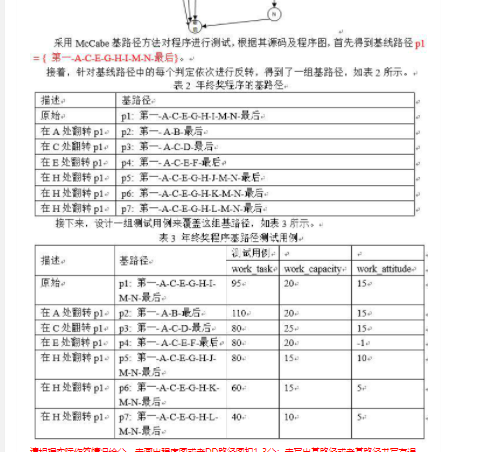 N
采用 McCabe 基路径方法对程序进行测试,根据其源码及程序图,首先得到基线路径 p1
={ 第一-A-C-E-G-H-I-M-N-最后}。
接着,针对基线路径中的每个判定依次进行反转,得到了一组基路径,如表 2 所示。
表 2 年终奖程序的基路径
描述 基路径
原始 p1: 第一-A-C-E-G-H-I-M-N-最后
在 A 处翻转 p1 p2: 第一- A-B-最后
在 C 处翻转 p1 p3: 第一- A-C-D-最后
在 E 处翻转 p1 p4: 第一- A-C-E-F-最后
在 H 处翻转 p1 p5: 第一-A-C-E-G-H-J-M-N-最后
在 H 处翻转 p1 p6: 第一-A-C-E-G-H-K-M-N-最后
在 H 处翻转 p1 p7: 第一-A-C-E-G-H-L-M-N-最后
接下来,设计一组测试用例来覆盖这组基路径,如表 3 所示。
表 3 年终奖程序基路径测试用例
描述 基路径 测试用例
work_task work_capacity work_attitude
原始 p1: 第一-A-C-E-G-H-I-M-N-最后 95 20 15
在 A 处翻转 p1 p2: 第一- A-B-最后 110 20 15
在 C 处翻转 p1 p3: 第一- A-C-D-最后 80 25 15
在 E 处翻转 p1 p4: 第一- A-C-E-F-最后 80 20 -1
在 H 处翻转 p1 p5: 第一-A-C-E-G-H-J-M-N-最后 80 15 10
在 H 处翻转 p1 p6: 第一-A-C-E-G-H-K-M-N-最后 60 15 5
在 H 处翻转 p1 p7: 第一-A-C-E-G-H-L-M-N-最后 40 10 5